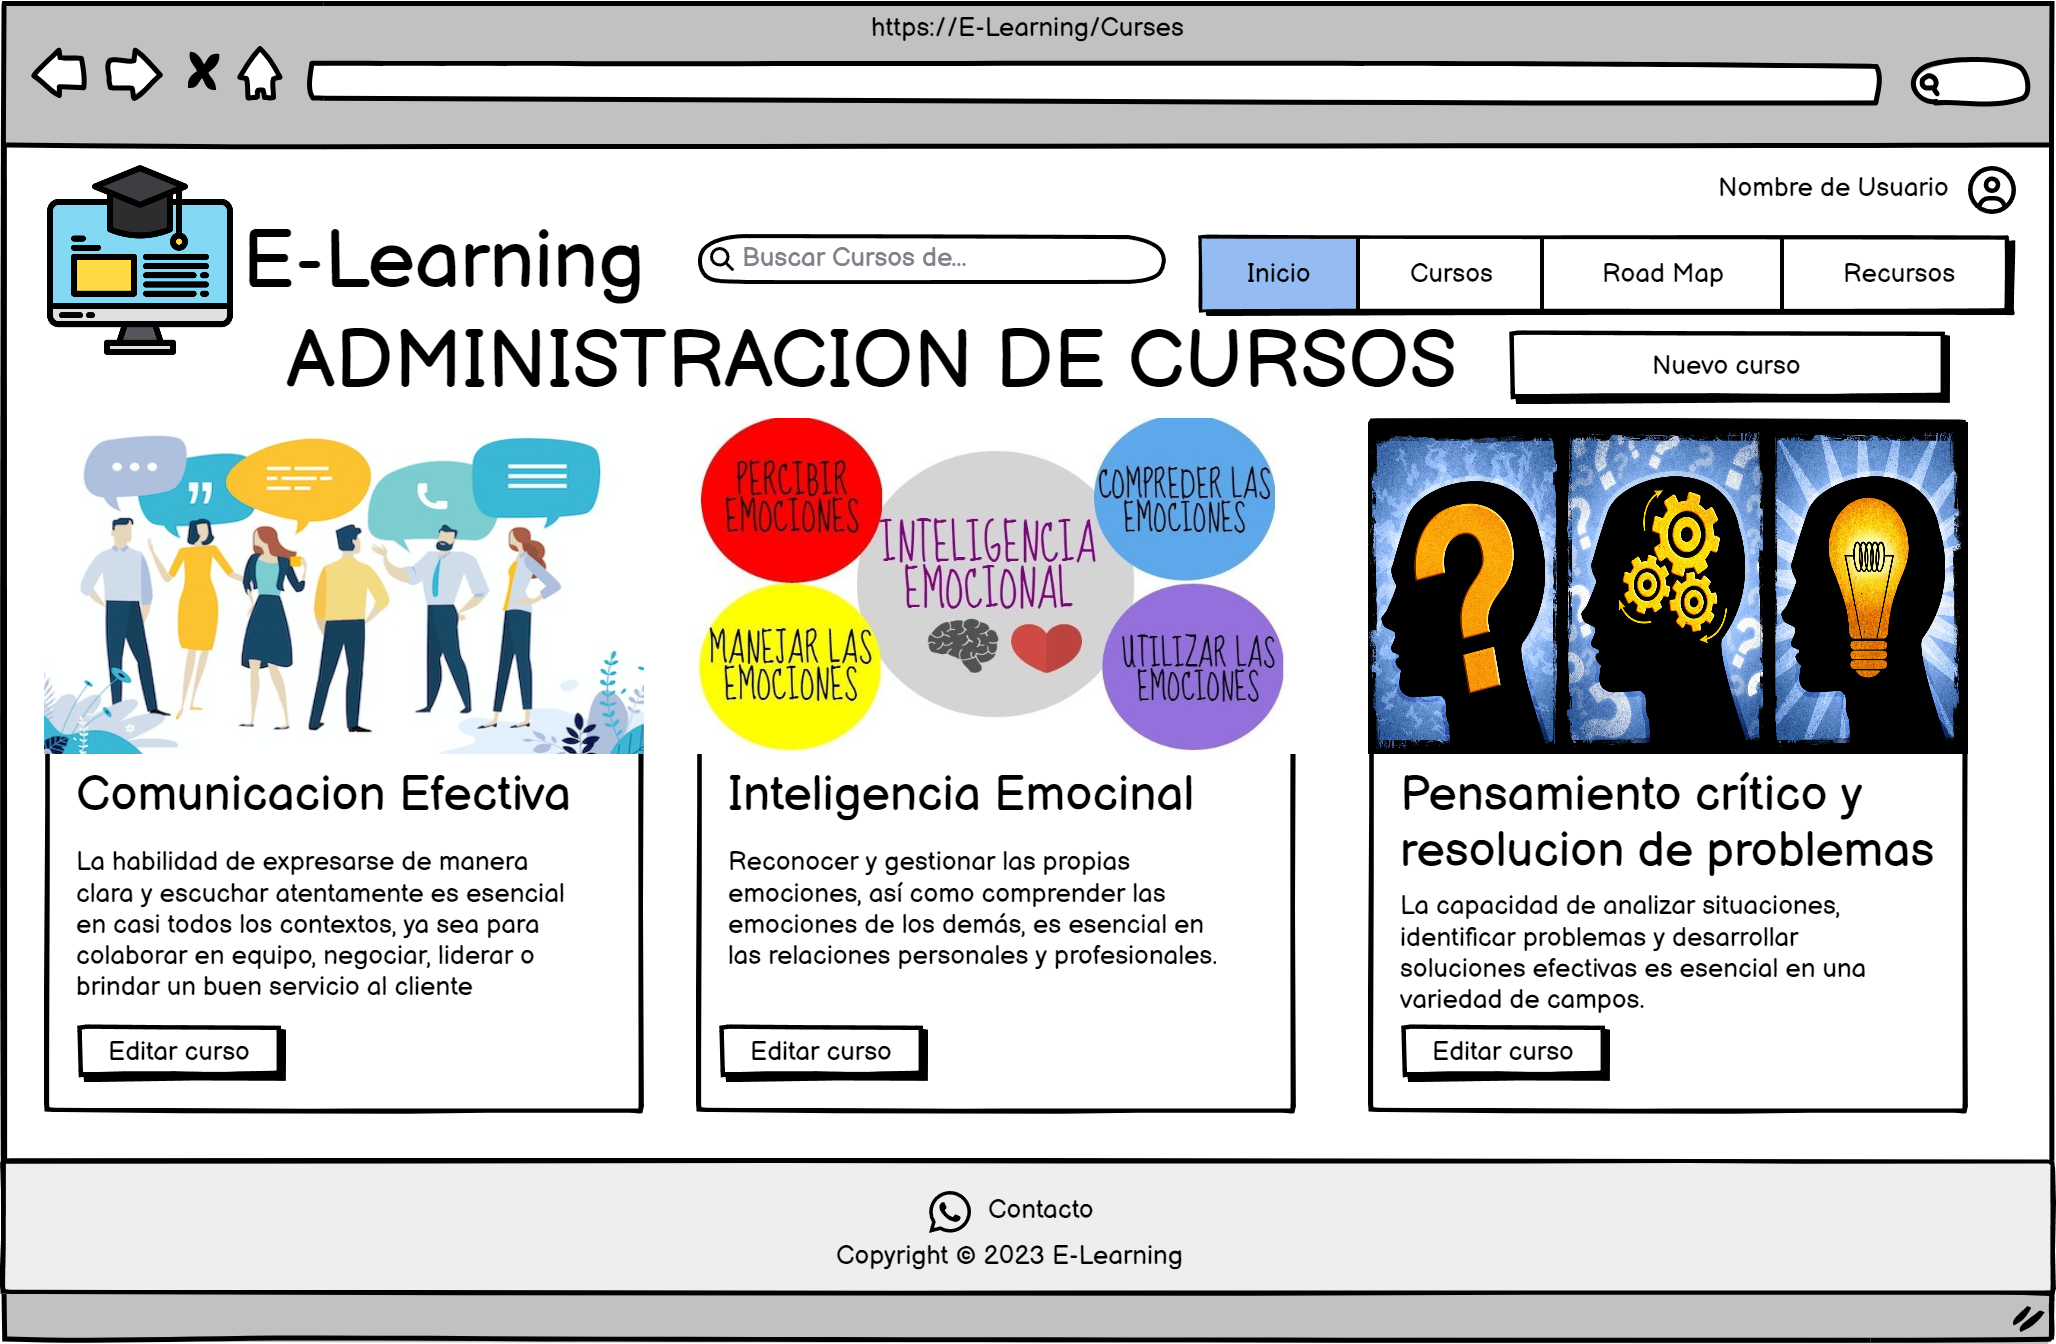 https://E-Learning/Curses
Nombre de Usuario
E-Learning
Buscar Cursos de...
Inicio
Cursos
Road Map
Recursos
ADMINISTRACION DE CURSOS
Nuevo curso
PERCIBIR
EMOCIONES
COMPREDER LAS
EMOCIONES
INTELIGENCIA
EMOCIONAL
MANEJAR LAS
EMOCIONES
UTILIZAR LAS
EMOCIONES
Comunicacion Efectiva
La habilidad de expresarse de manera
clara y escuchar atentamente es esencial
en casi todos los contextos, ya sea para
colaborar en equipo, negociar, liderar o
brindar un buen servicio al cliente
Editar curso
Inteligencia Emocinal
Reconocer y gestionar las propias
emociones, así como comprender las
emociones de los demás, es esencial en
las relaciones personales y profesionales.
Editar curso
Pensamiento crítico y
resolucion de problemas
La capacidad de analizar situaciones,
identificar problemas y desarrollar
soluciones efectivas es esencial en una
variedad de campos.
Editar curso
Contacto
Copyright © 2023 E-Learning